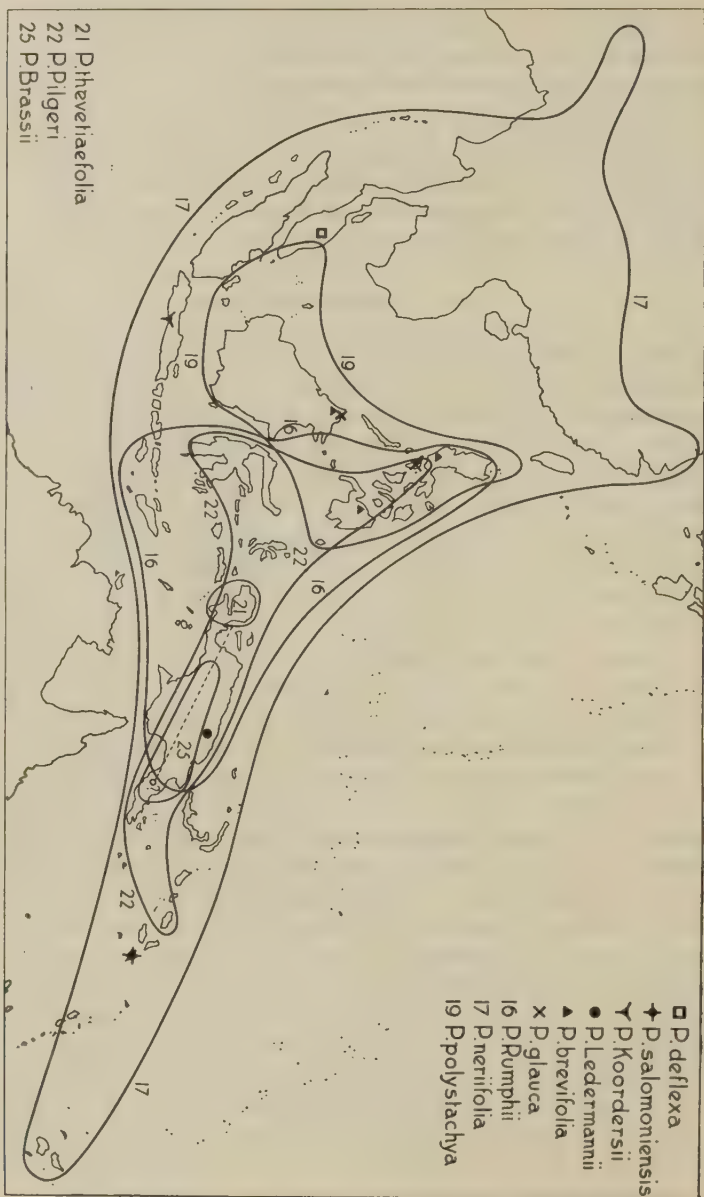 □ P.deflexa
✦ P.salomoniensis
Y P.Koordersii
● P.Ledermannii
▲ P.brevifolia
× P.glauca
16 P.Rumphii
17 P.neriifolia
19 P.polystachya
21 P.thevetiaefolia
22 P.Pilgeri
25 P.Brassii
17
17
19
19
16
22
22
16
16
21
25
22
17